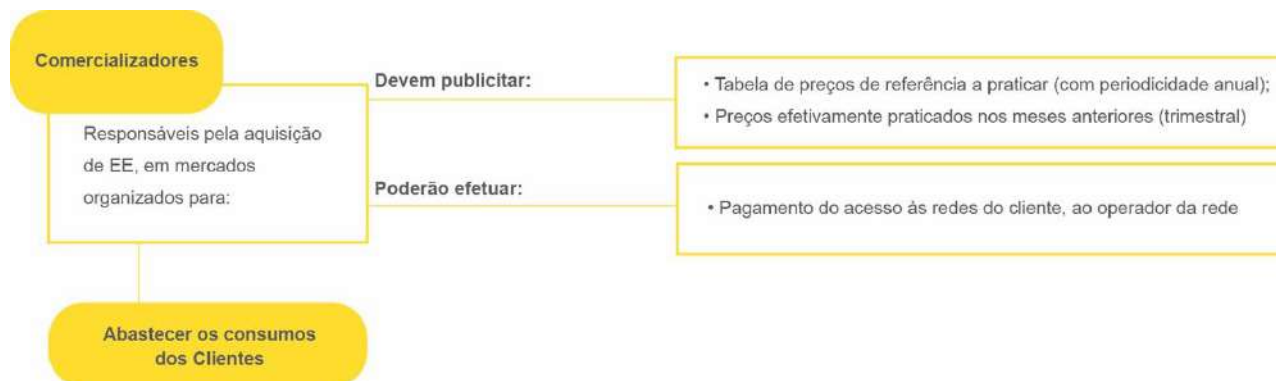 Comercializadores
Responsáveis pela aquisição
de EE, em mercados
organizados para:
Devem publicitar:
• Tabela de preços de referência a praticar (com periodicidade anual);
• Preços efetivamente praticados nos meses anteriores (trimestral)
Poderão efetuar:
• Pagamento do acesso às redes do cliente, ao operador da rede
Abastecer os consumos
dos Clientes